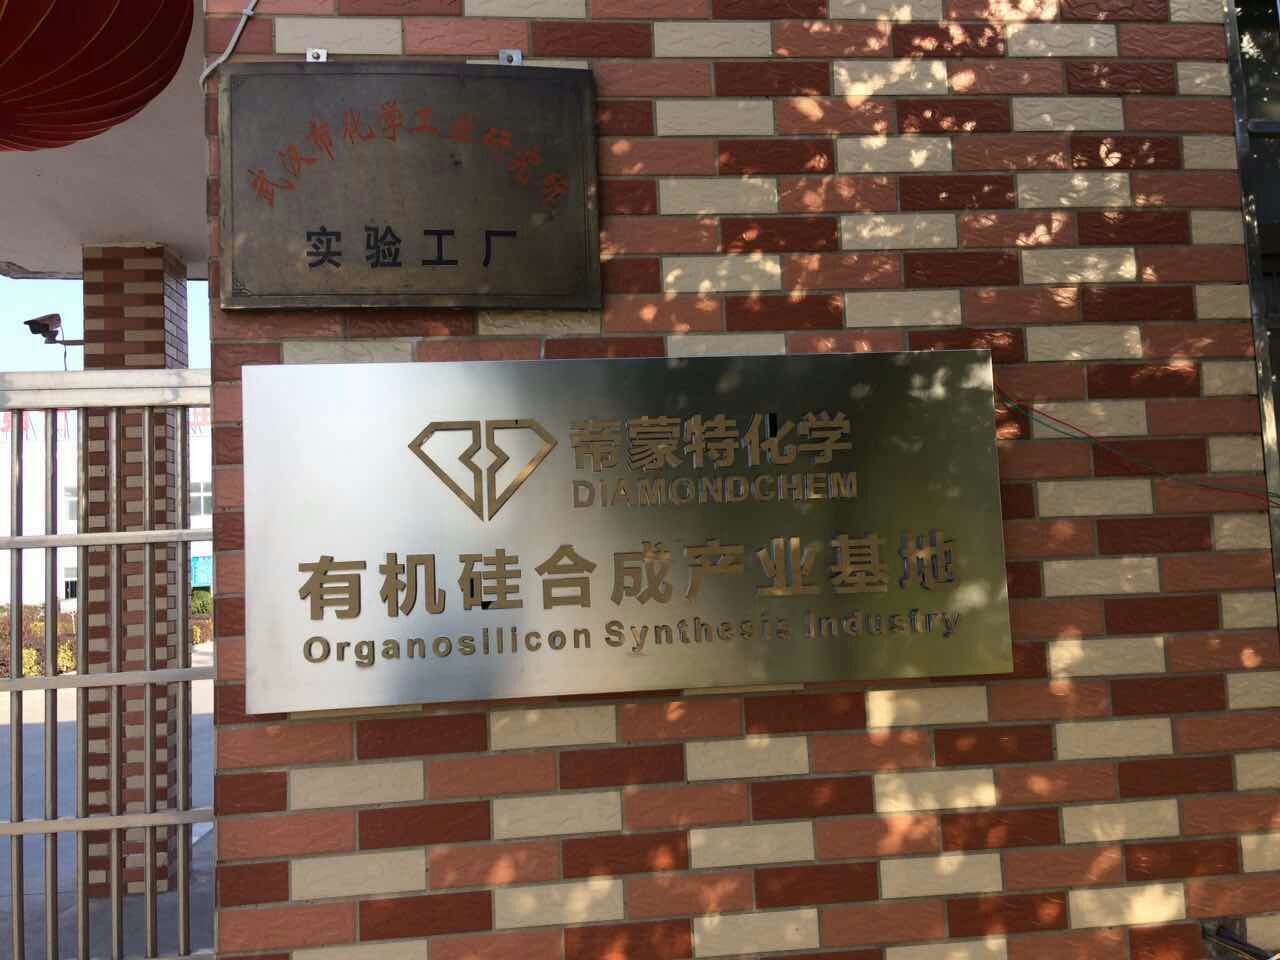 武汉市化学工业研究所
实验工厂
帝蒙特化学
DIAMONDCHEM
有机硅合成产业基地
Organosilicon Synthesis Industry